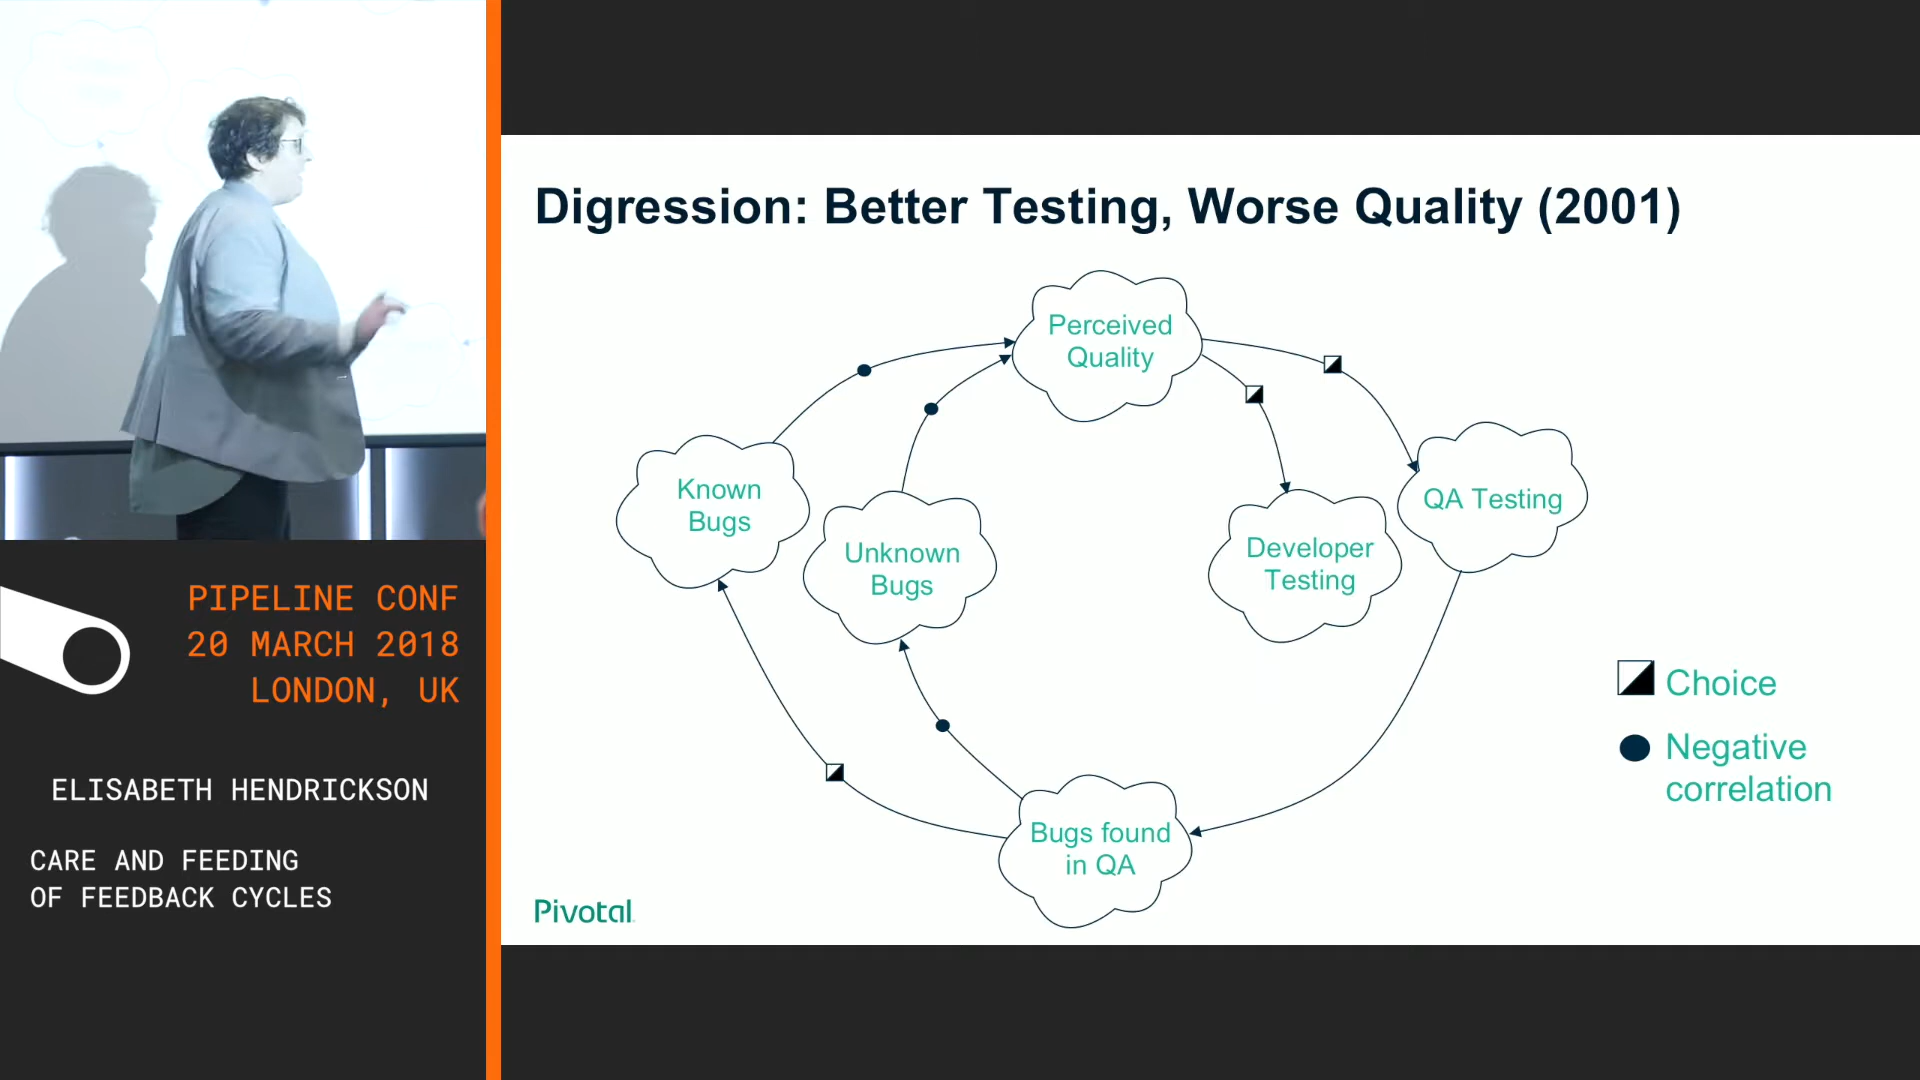 Digression: Better Testing, Worse Quality (2001)
Perceived
Quality
Known
Bugs
Unknown
Bugs
Developer
Testing
QA Testing
Bugs found
in QA
Choice
Negative
correlation
Pivotal
PIPELINE CONF
20 MARCH 2018
LONDON, UK
ELISABETH HENDRICKSON
CARE AND FEEDING
OF FEEDBACK CYCLES